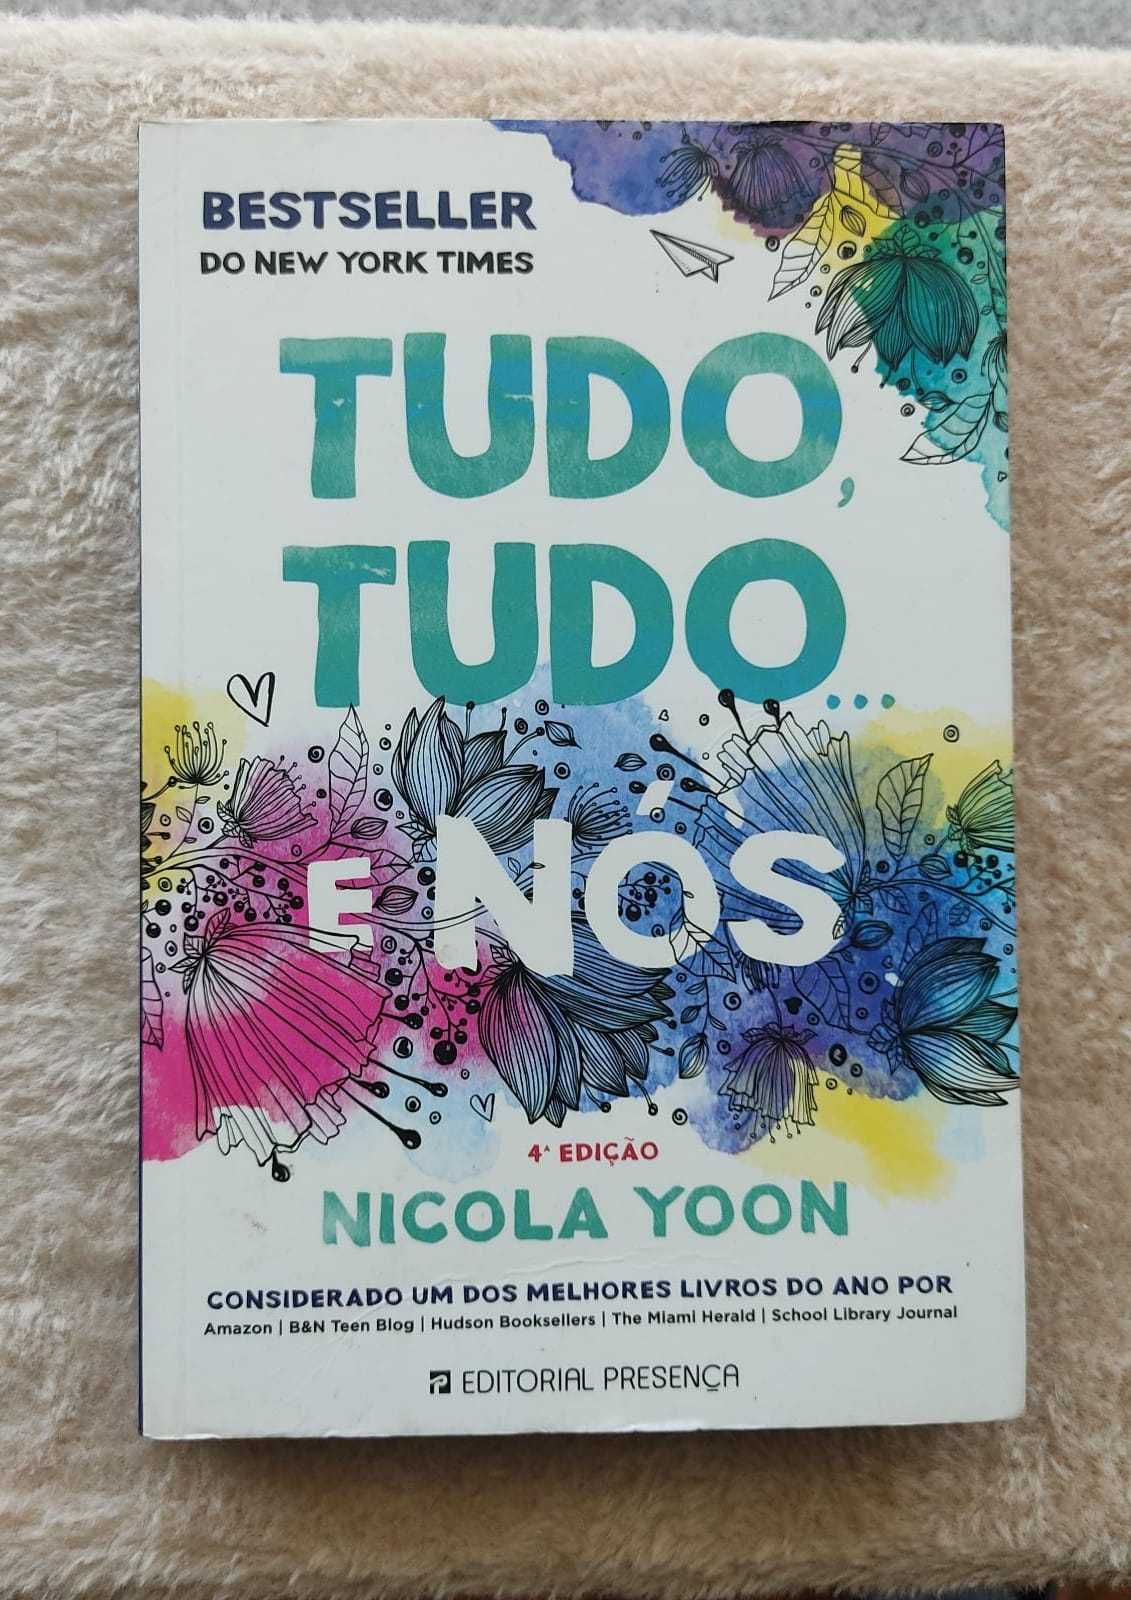 BESTSELLER
DO NEW YORK TIMES
TUDO,
TUDO...
E NÓS
4ª EDIÇÃO
NICOLA YOON
CONSIDERADO UM DOS MELHORES LIVROS DO ANO POR
Amazon | B&N Teen Blog | Hudson Booksellers | The Miami Herald | School Library Journal
EDITORIAL PRESENÇA